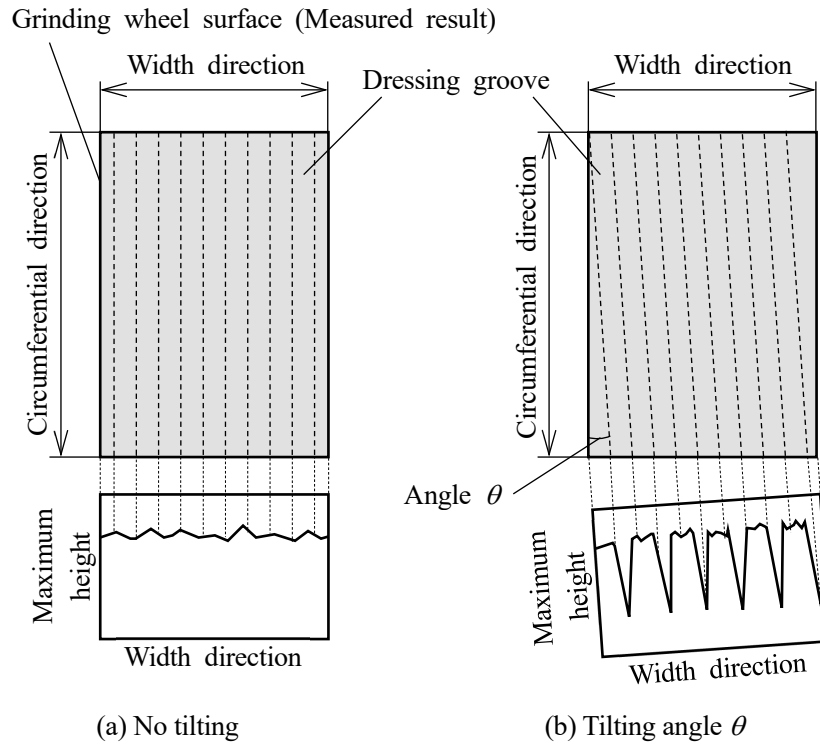 Grinding wheel surface (Measured result)
Width direction
Dressing groove
Width direction
Circumferential direction
Circumferential direction
Angle θ
Maximum
height
Width direction
Maximum
height
Width direction
(a) No tilting
(b) Tilting angle θ